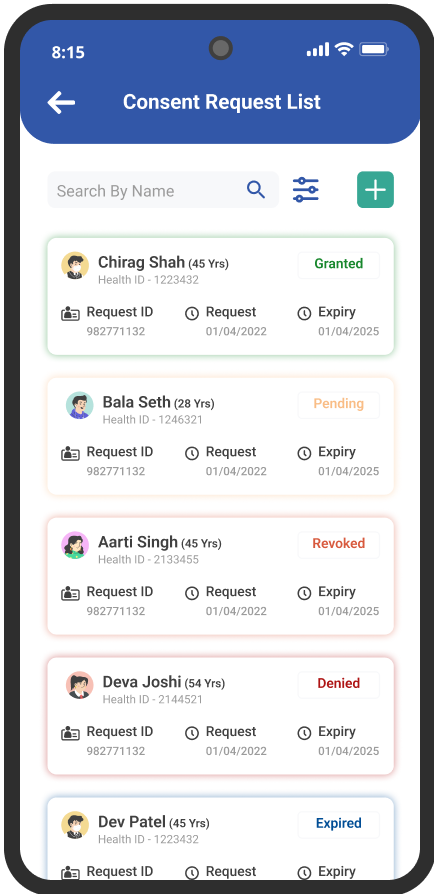 8:15
Consent Request List
Search By Name
Chirag Shah (45 Yrs)
Granted
Health ID - 1223432
Request ID Request Expiry
982771132 01/04/2022 01/04/2025
Bala Seth (28 Yrs)
Pending
Health ID - 1246321
Request ID Request Expiry
982771132 01/04/2022 01/04/2025
Aarti Singh (45 Yrs)
Revoked
Health ID - 2133455
Request ID Request Expiry
982771132 01/04/2022 01/04/2025
Deva Joshi (54 Yrs)
Denied
Health ID - 2144521
Request ID Request Expiry
982771132 01/04/2022 01/04/2025
Dev Patel (45 Yrs)
Expired
Health ID - 1223432
Request ID Request Expiry